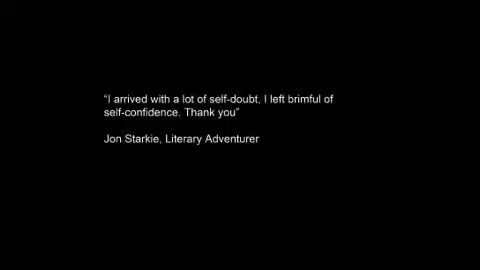 “I arrived with a lot of self-doubt, I left brimful of
self-confidence. Thank you”
Jon Starkie, Literary Adventurer